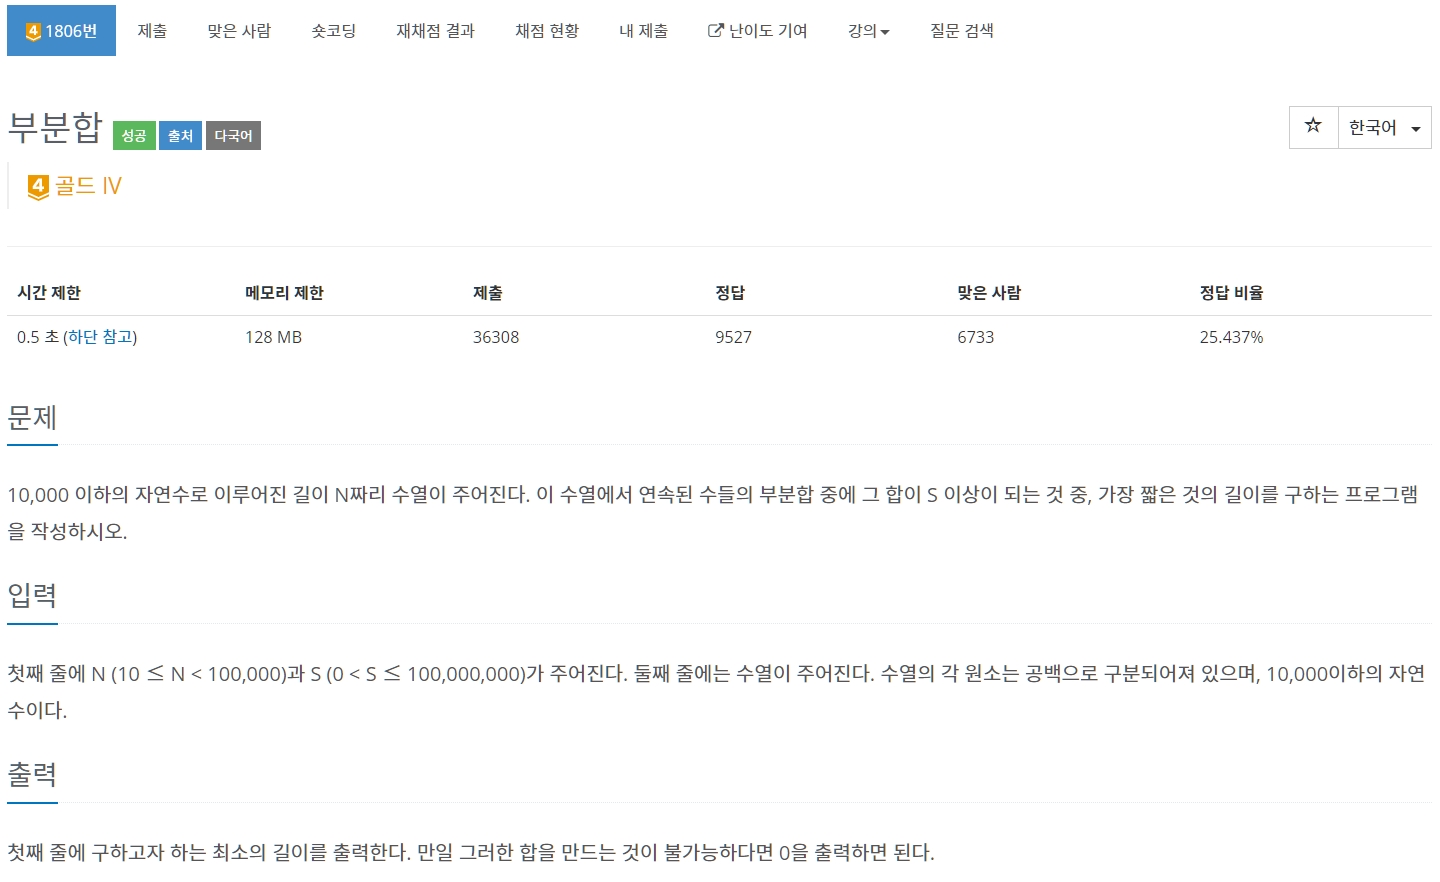 4 1806번 제출 맞은 사람 숏코딩 재채점 결과 채점 현황 내 제출 난이도 기여 강의 질문 검색
부분합 성공 출처 다국어 한국어
4 골드 IV
시간 제한 메모리 제한 제출 정답 맞은 사람 정답 비율
0.5 초 (하단 참고) 128 MB 36308 9527 6733 25.437%
문제
10,000 이하의 자연수로 이루어진 길이 N짜리 수열이 주어진다. 이 수열에서 연속된 수들의 부분합 중에 그 합이 S 이상이 되는 것 중, 가장 짧은 것의 길이를 구하는 프로그램
을 작성하시오.
입력
첫째 줄에 N (10 ≤ N < 100,000)과 S (0 < S ≤ 100,000,000)가 주어진다. 둘째 줄에는 수열이 주어진다. 수열의 각 원소는 공백으로 구분되어져 있으며, 10,000이하의 자연
수이다.
출력
첫째 줄에 구하고자 하는 최소의 길이를 출력한다. 만일 그러한 합을 만드는 것이 불가능하다면 0을 출력하면 된다.